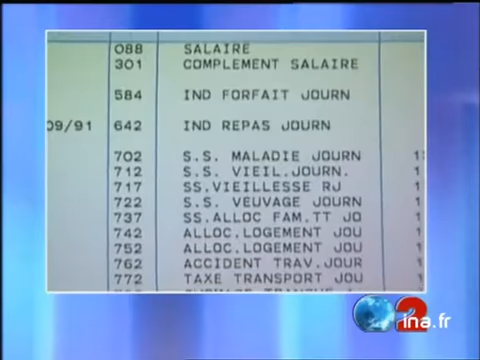 088 SALAIRE
301 COMPLEMENT SALAIRE
584 IND FORFAIT JOURN
09/91 642 IND REPAS JOURN
702 S.S. MALADIE JOURN
712 S.S. VIEIL.JOURN.
717 SS.VIEILLESSE RJ
722 S.S. VEUVAGE JOURN
737 SS.ALLOC FAM.TT JO
742 ALLOC.LOGEMENT JOU
752 ALLOC.LOGEMENT JOU
762 ACCIDENT TRAV.JOUR
772 TAXE TRANSPORT JOU
2
ina.fr